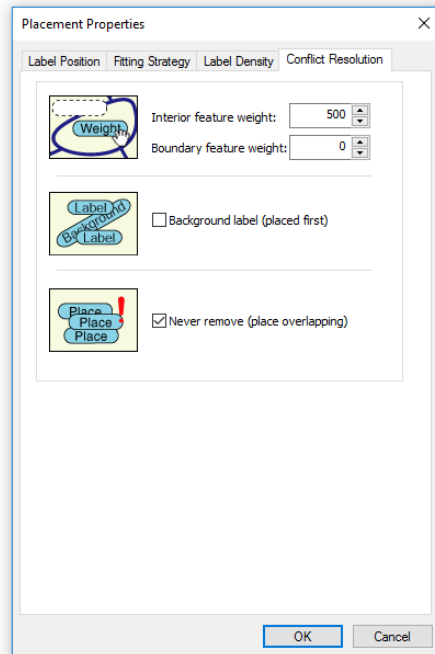 Placement Properties
Label Position Fitting Strategy Label Density Conflict Resolution
Weight
Interior feature weight: 500
Boundary feature weight: 0
Label
Background
Label
Background label (placed first)
Place
Place
Place
!
Never remove (place overlapping)
OK Cancel